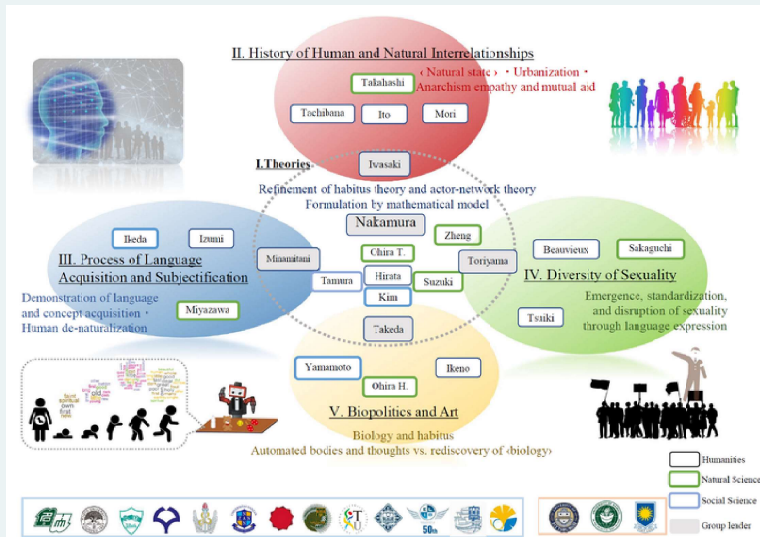 II. History of Human and Natural Interrelationships
Takahashi
‹Natural state›・Urbanization・
Anarchism empathy and mutual aid
Tachibana
Ito
Mori
I.Theories
Iwasaki
Refinement of habitus theory and actor-network theory
Formulation by mathematical model
Nakamura
Zheng
Ohira T.
Minamitani
Toriyama
Tamura
Hirata
Suzuki
Kim
Takeda
Ikeda
Izumi
III. Process of Language
Acquisition and Subjectification
Demonstration of language
and concept acquisition・
Human de-naturalization
Miyazawa
Beauvieux
Sakaguchi
IV. Diversity of Sexuality
Emergence, standardization,
and disruption of sexuality
through language expression
Tsuiki
Yamamoto
Ikeno
Ohira H.
V. Biopolitics and Art
Biology and habitus
Automated bodies and thoughts vs. rediscovery of ‹biology›
Humanities
Natural Science
Social Science
Group leader
50th